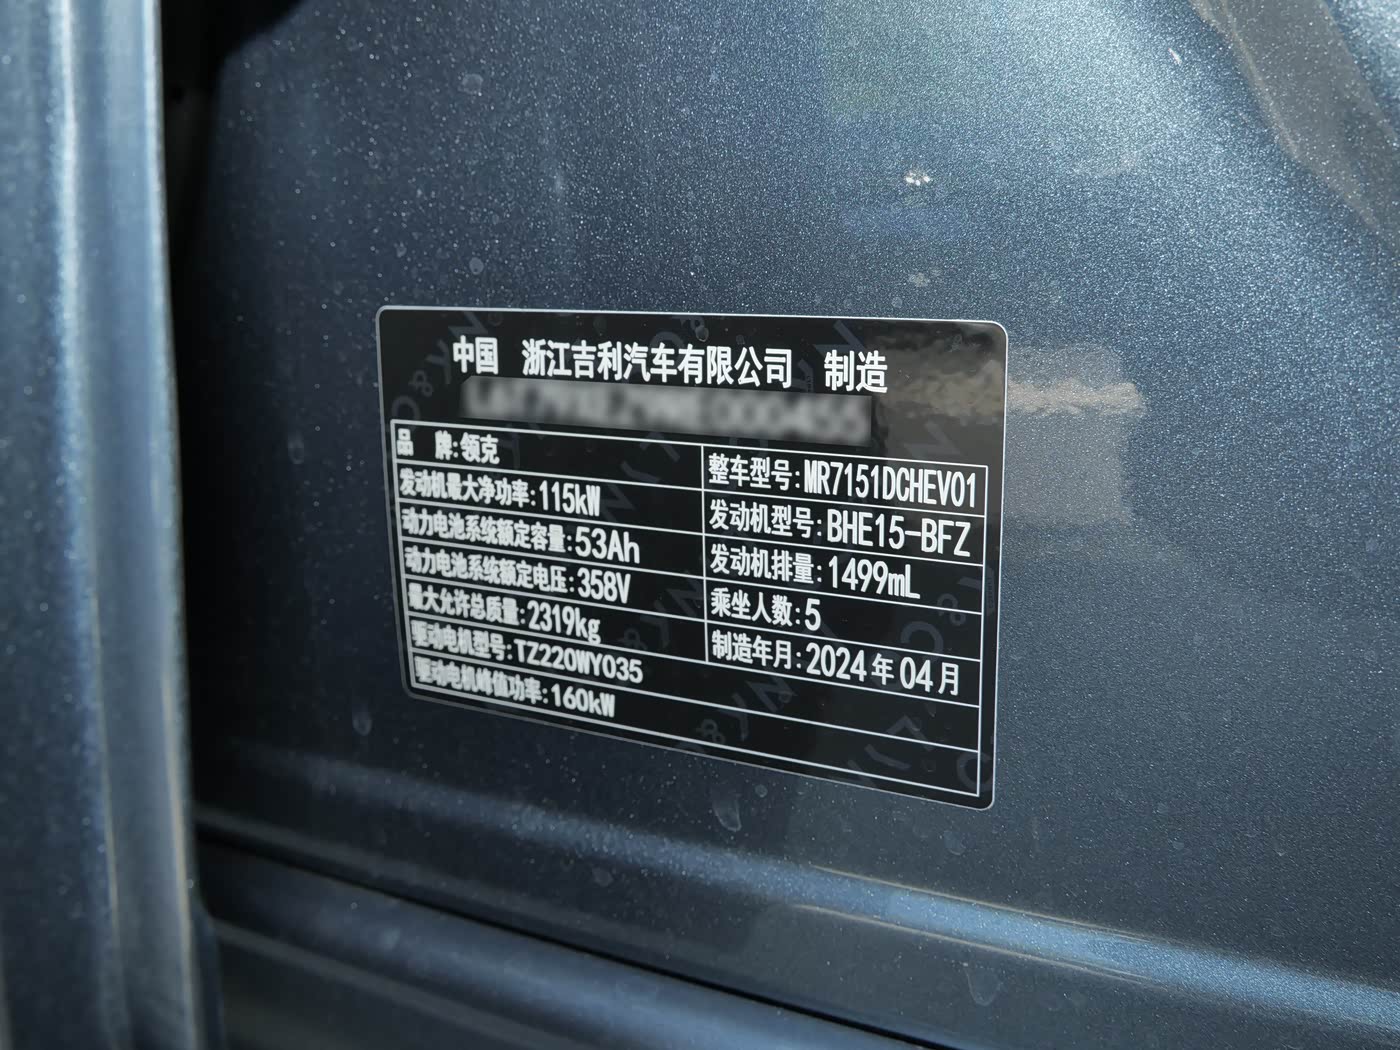 中国 浙江吉利汽车有限公司 制造
品 牌:领克
整车型号:MR7151DCHEV01
发动机最大净功率:115kW
发动机型号:BHE15-BFZ
动力电池系统额定容量:53Ah
发动机排量:1499mL
动力电池系统额定电压:358V
乘坐人数:5
最大允许总质量:2319kg
制造年月:2024年04月
驱动电机型号:TZ220WY035
驱动电机峰值功率:160kW